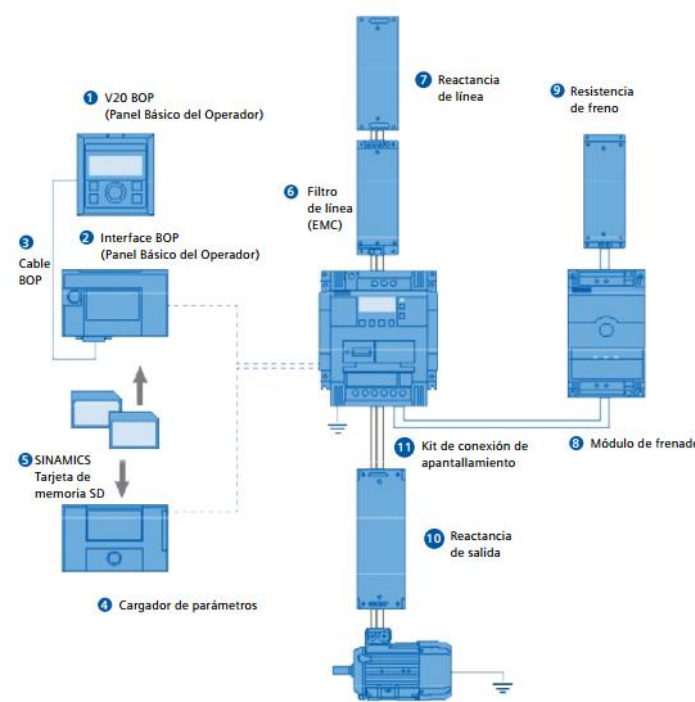 1 V20 BOP
(Panel Básico del Operador)
2 Interface BOP
(Panel Básico del Operador)
3
Cable
BOP
5 SINAMICS
Tarjeta de
memoria SD
4 Cargador de parámetros
7 Reactancia
de línea
6 Filtro
de línea
(EMC)
9 Resistencia
de freno
8 Módulo de frenado
11 Kit de conexión de
apantallamiento
10 Reactancia
de salida